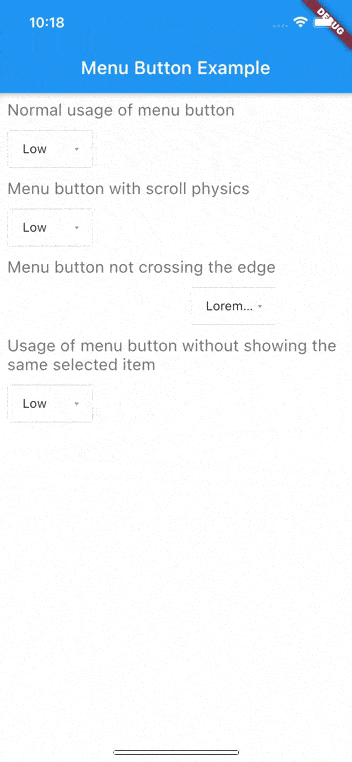 10:18
DEBUG
Menu Button Example
Normal usage of menu button
Low
Menu button with scroll physics
Low
Menu button not crossing the edge
Lorem...
Usage of menu button without showing the
same selected item
Low